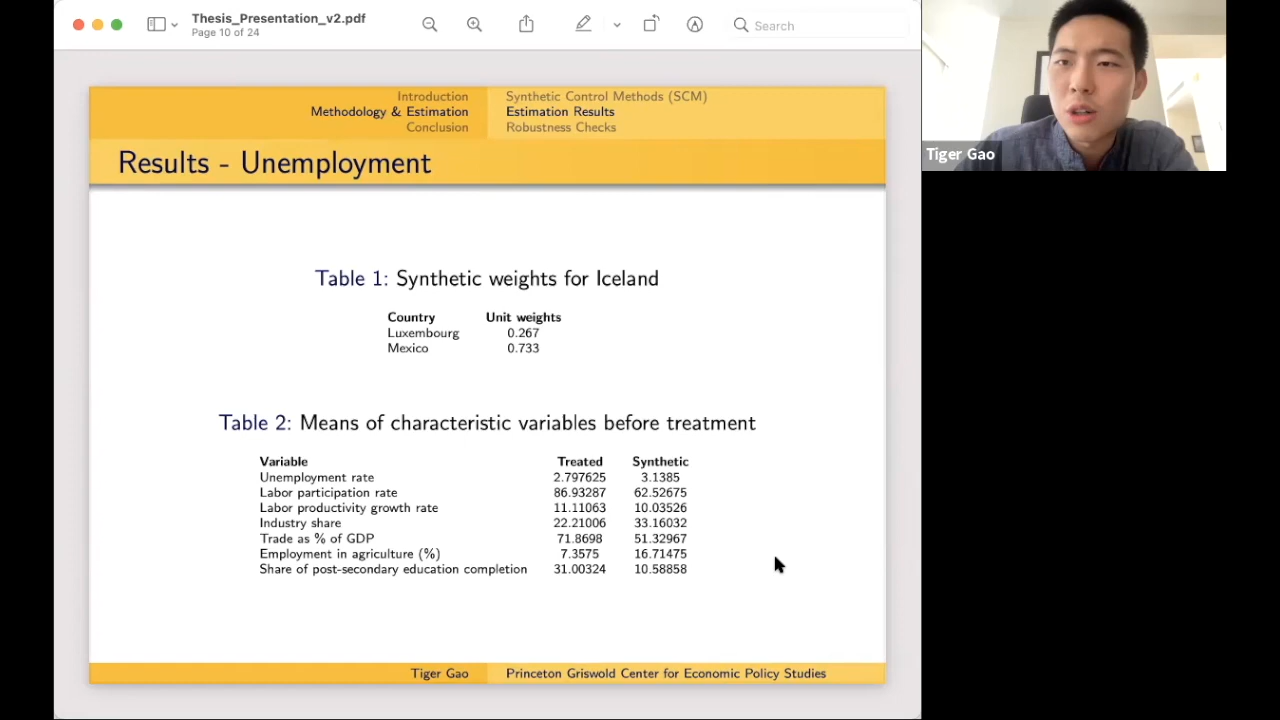 Thesis_Presentation_v2.pdf
Page 10 of 24
Search
Tiger Gao
Introduction
Methodology & Estimation
Conclusion
Synthetic Control Methods (SCM)
Estimation Results
Robustness Checks
Results - Unemployment
Table 1: Synthetic weights for Iceland
Country Unit weights
Luxembourg 0.267
Mexico 0.733
Table 2: Means of characteristic variables before treatment
Variable Treated Synthetic
Unemployment rate 2.797625 3.1385
Labor participation rate 86.93287 62.52675
Labor productivity growth rate 11.11063 10.03526
Industry share 22.21006 33.16032
Trade as % of GDP 71.8698 51.32967
Employment in agriculture (%) 7.3575 16.71475
Share of post-secondary education completion 31.00324 10.58858
Tiger Gao Princeton Griswold Center for Economic Policy Studies